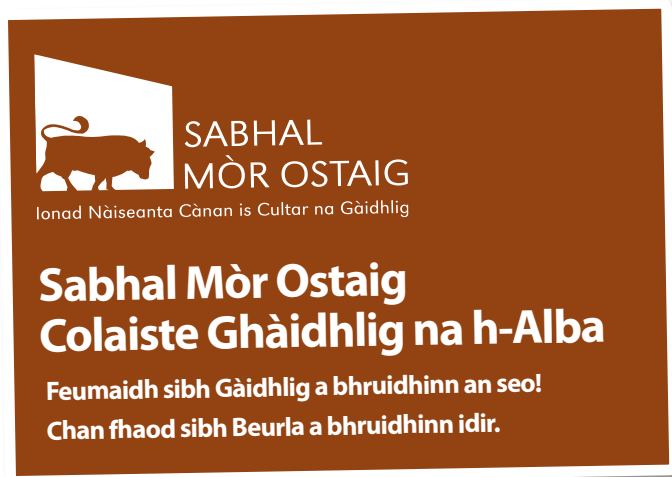 SABHAL
MÒR OSTAIG
Ionad Nàiseanta Cànan is Cultar na Gàidhlig
Sabhal Mòr Ostaig
Colaiste Ghàidhlig na h-Alba
Feumaidh sibh Gàidhlig a bhruidhinn an seo!
Chan fhaod sibh Beurla a bhruidhinn idir.